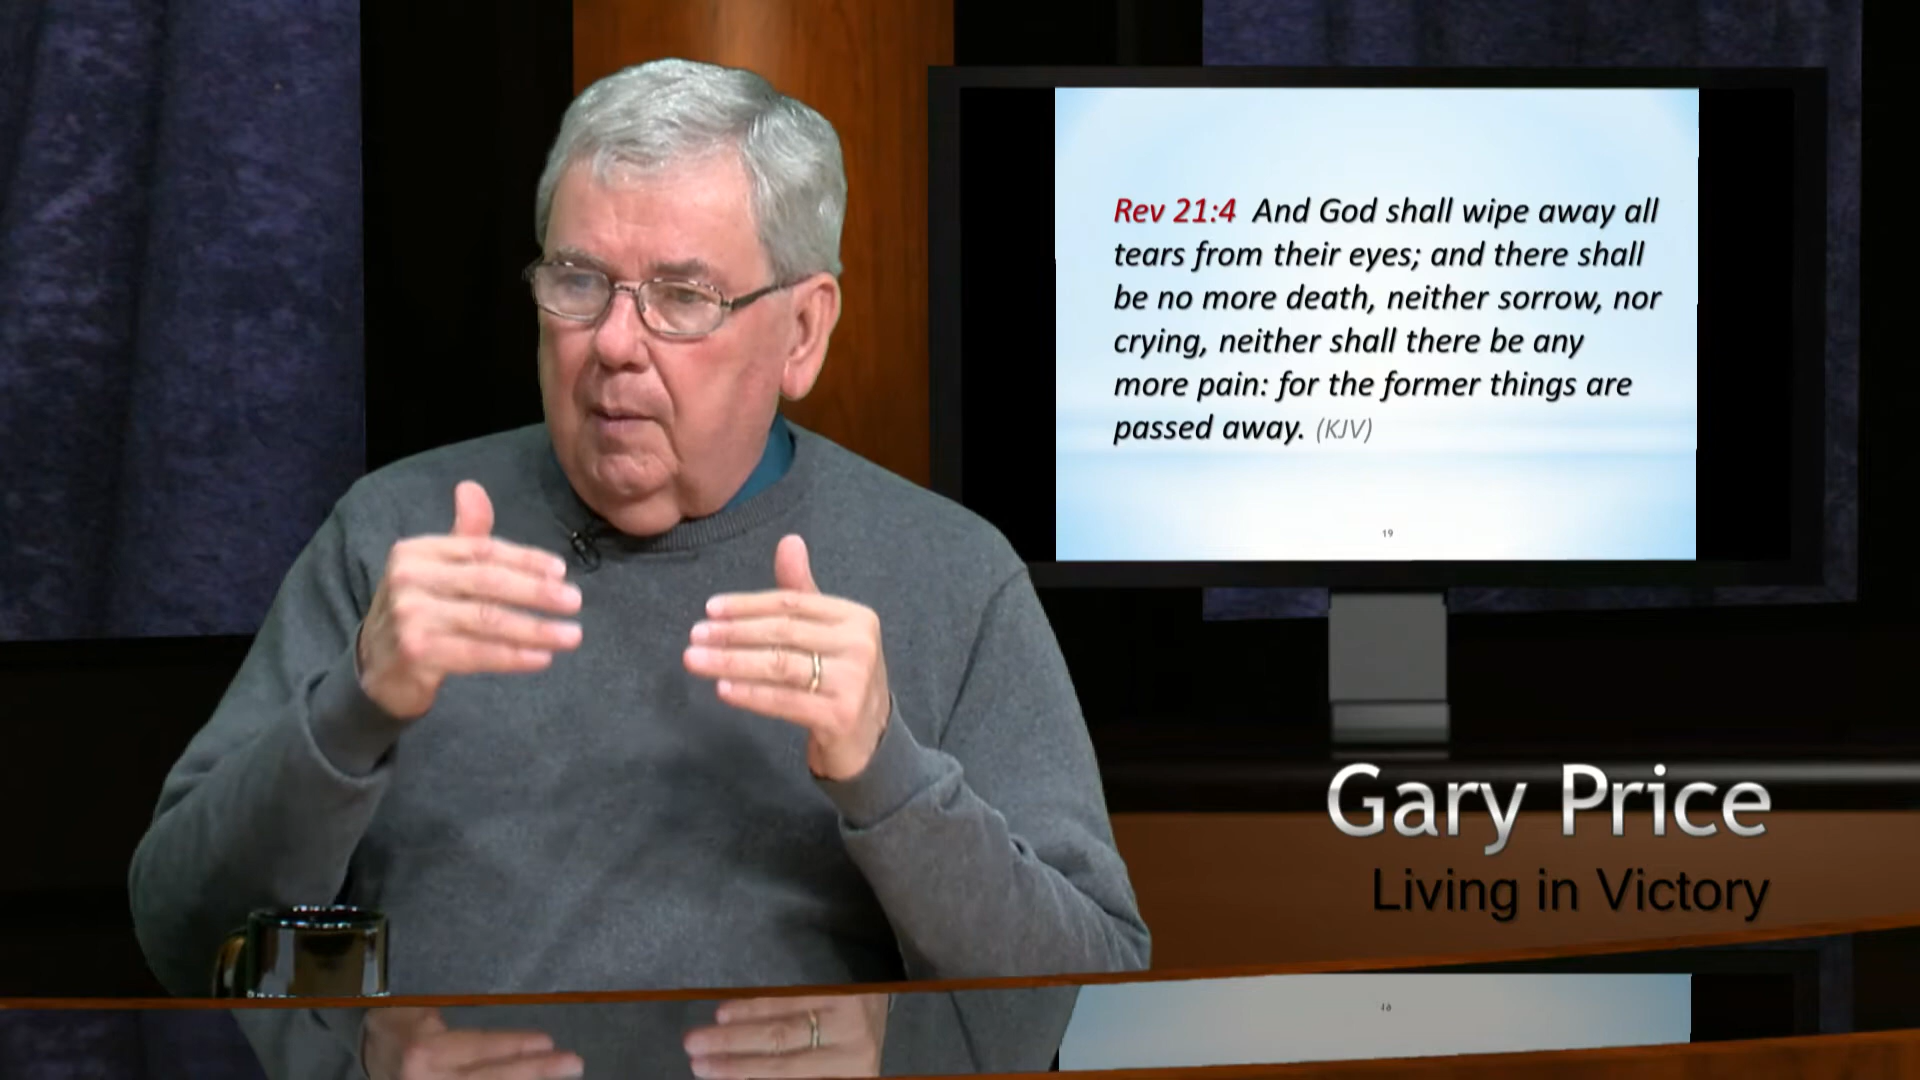 Rev 21:4 And God shall wipe away all
tears from their eyes; and there shall
be no more death, neither sorrow, nor
crying, neither shall there be any
more pain: for the former things are
passed away. (KJV)
19
Gary Price
Living in Victory